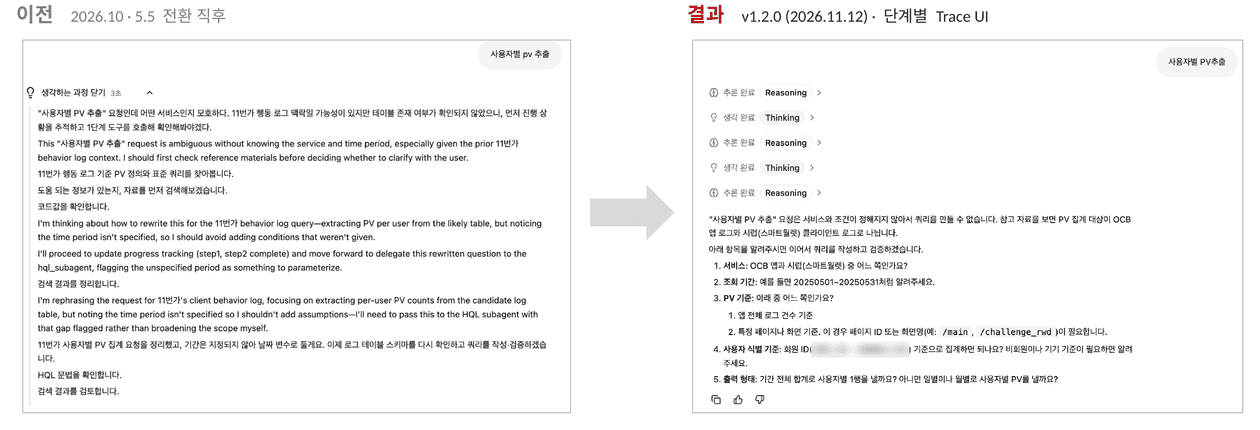 이전 2026.10 · 5.5 전환 직후
사용자별 pv 추출
생각하는 과정 닫기 3초
"사용자별 PV 추출" 요청인데 어떤 서비스인지 모호하다. 11번가 행동 로그 맥락일 가능성이 있지만 테이블 존재 여부가 확인되지 않았으니, 먼저 진행 상
황을 추적하고 1단계 도구를 호출해 확인해봐야겠다.
This "사용자별 PV 추출" request is ambiguous without knowing the service and time period, especially given the prior 11번가
behavior log context. I should first check reference materials before deciding whether to clarify with the user.
11번가 행동 로그 기준 PV 정의와 표준 쿼리를 찾아봅니다.
도움 되는 정보가 있는지, 자료를 먼저 검색해보겠습니다.
코드값을 확인합니다.
I'm thinking about how to rewrite this for the 11번가 behavior log query—extracting PV per user from the likely table, but noticing
the time period isn't specified, so I should avoid adding conditions that weren't given.
I'll proceed to update progress tracking (step1, step2 complete) and move forward to delegate this rewritten question to the
hql_subagent, flagging the unspecified period as something to parameterize.
검색 결과를 정리합니다.
I'm rephrasing the request for 11번가's client behavior log, focusing on extracting per-user PV counts from the candidate log
table, but noting the time period isn't specified so I shouldn't add assumptions—I'll need to pass this to the HQL subagent with
that gap flagged rather than broadening the scope myself.
11번가 사용자별 PV 집계 요청을 정리했고, 기간은 지정되지 않아 날짜 변수로 둘게요. 이제 로그 테이블 스키마를 다시 확인하고 쿼리를 작성·검증하겠습
니다.
HQL 문법을 확인합니다.
검색 결과를 검토합니다.
결과 v1.2.0 (2026.11.12) · 단계별 Trace UI
사용자별 PV추출
추론 완료 Reasoning
생각 완료 Thinking
추론 완료 Reasoning
생각 완료 Thinking
추론 완료 Reasoning
"사용자별 PV 추출" 요청은 서비스와 조건이 정해지지 않아서 쿼리를 만들 수 없습니다. 참고 자료를 보면 PV 집계 대상이 OCB
앱 로그와 시럽(스마트월렛) 클라이언트 로그로 나뉩니다.
아래 항목을 알려주시면 이어서 쿼리를 작성하고 검증하겠습니다.
1. 서비스: OCB 앱과 시럽(스마트월렛) 중 어느 쪽인가요?
2. 조회 기간: 예를 들면 20250501~20250531처럼 알려주세요.
3. PV 기준: 아래 중 어느 쪽인가요?
1. 앱 전체 로그 건수 기준
2. 특정 페이지나 화면 기준. 이 경우 페이지 ID 또는 화면명(예: /main , /challenge_rwd )이 필요합니다.
4. 사용자 식별 기준: 회원 ID( ) 기준으로 집계하면 되나요? 비회원이나 기기 기준이 필요하면 알려
주세요.
5. 출력 형태: 기간 전체 합계로 사용자별 1행을 낼까요? 아니면 일별이나 월별로 사용자별 PV를 낼까요?